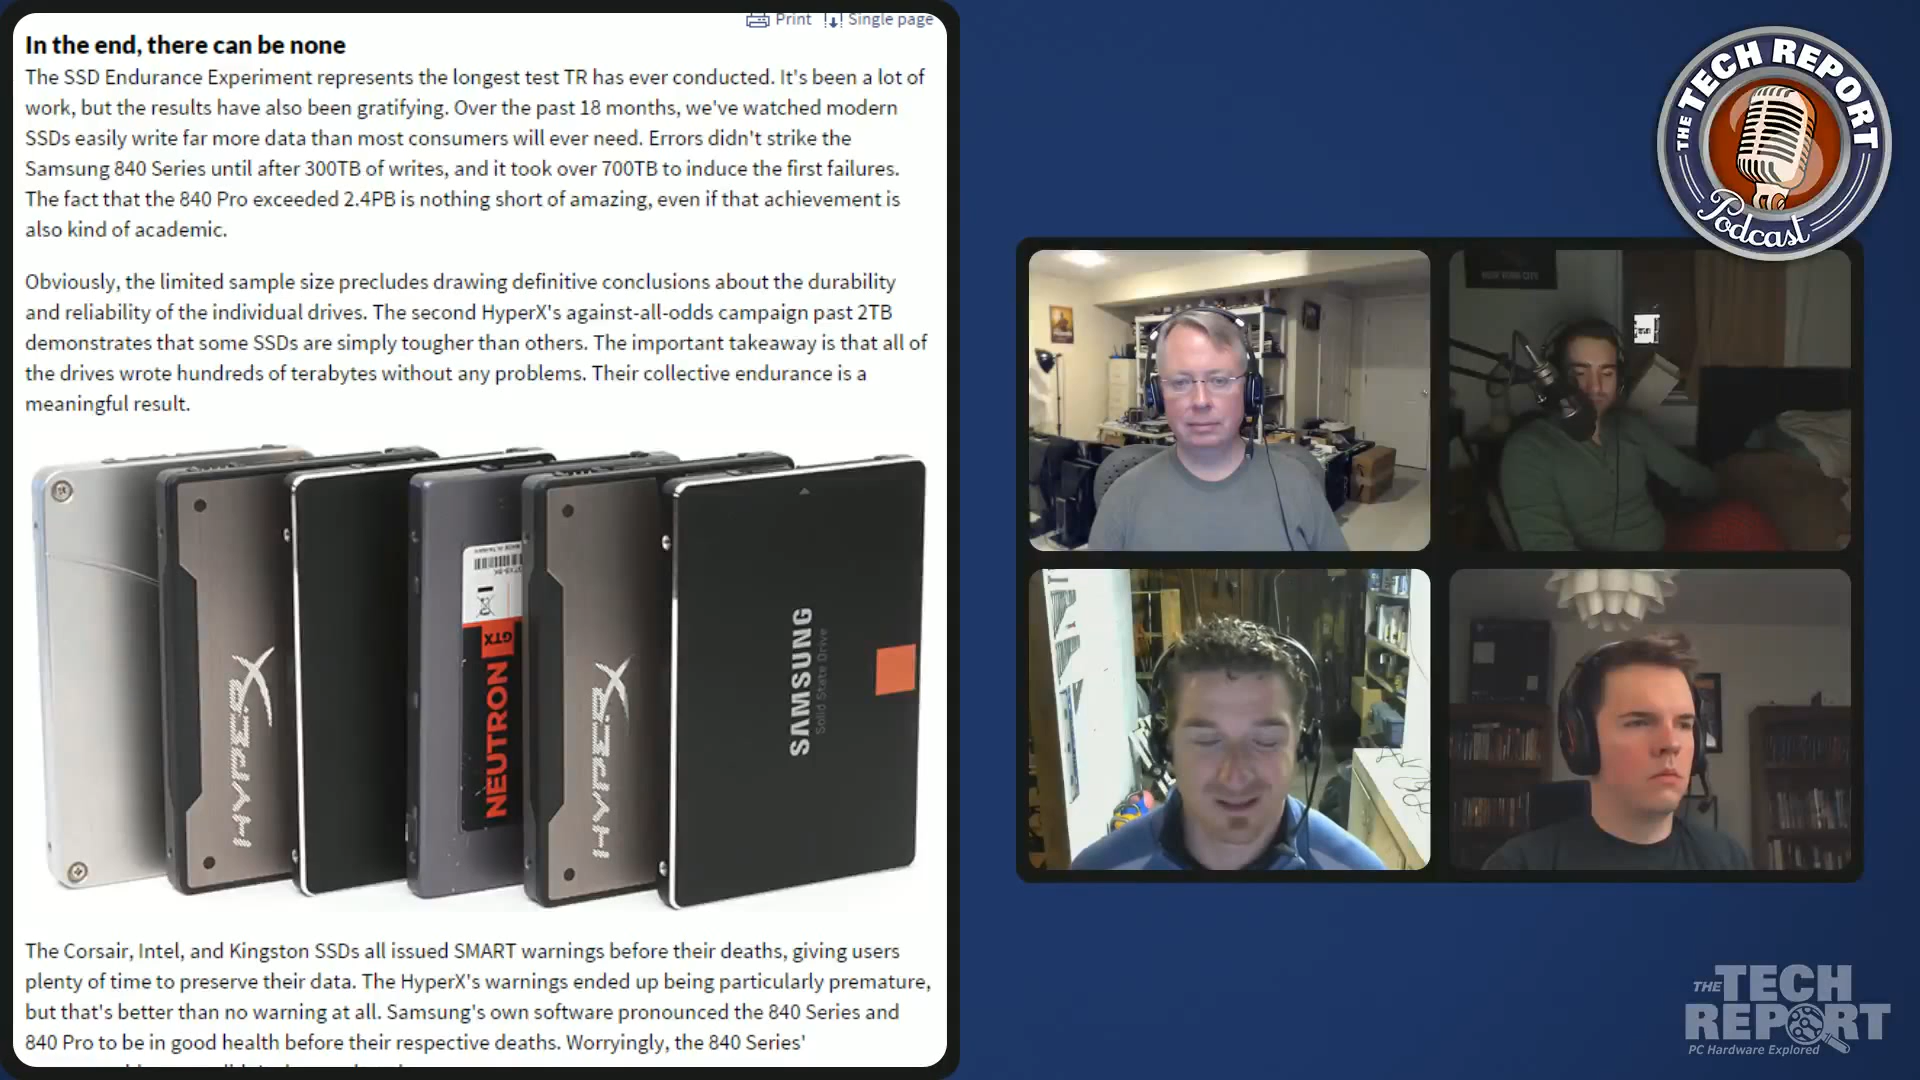 Print Single page
In the end, there can be none
The SSD Endurance Experiment represents the longest test TR has ever conducted. It's been a lot of
work, but the results have also been gratifying. Over the past 18 months, we've watched modern
SSDs easily write far more data than most consumers will ever need. Errors didn't strike the
Samsung 840 Series until after 300TB of writes, and it took over 700TB to induce the first failures.
The fact that the 840 Pro exceeded 2.4PB is nothing short of amazing, even if that achievement is
also kind of academic.
Obviously, the limited sample size precludes drawing definitive conclusions about the durability
and reliability of the individual drives. The second HyperX's against-all-odds campaign past 2TB
demonstrates that some SSDs are simply tougher than others. The important takeaway is that all of
the drives wrote hundreds of terabytes without any problems. Their collective endurance is a
meaningful result.
HYPERX
NEUTRON GTX
HYPERX
SAMSUNG
Solid State Drive
The Corsair, Intel, and Kingston SSDs all issued SMART warnings before their deaths, giving users
plenty of time to preserve their data. The HyperX's warnings ended up being particularly premature,
but that's better than no warning at all. Samsung's own software pronounced the 840 Series and
840 Pro to be in good health before their respective deaths. Worryingly, the 840 Series'
THE TECH REPORT
Podcast
THE TECH
REPORT
PC Hardware Explored